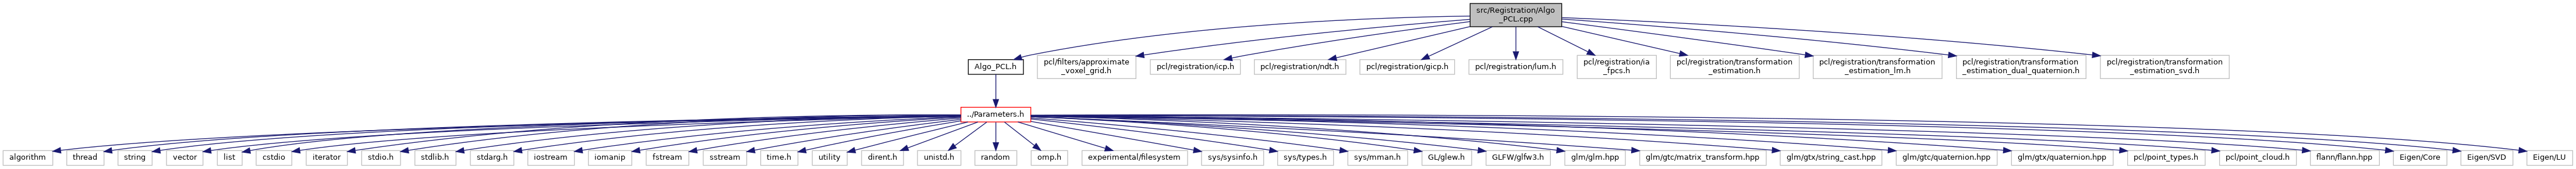 src/Registration/Algo
_PCL.cpp
Algo_PCL.h
pcl/filters/approximate
_voxel_grid.h
pcl/registration/icp.h
pcl/registration/ndt.h
pcl/registration/gicp.h
pcl/registration/lum.h
pcl/registration/ia
_fpcs.h
pcl/registration/transformation
_estimation.h
pcl/registration/transformation
_estimation_lm.h
pcl/registration/transformation
_estimation_dual_quaternion.h
pcl/registration/transformation
_estimation_svd.h
../Parameters.h
algorithm
thread
string
vector
list
cstdio
iterator
stdio.h
stdlib.h
stdarg.h
iostream
iomanip
fstream
sstream
time.h
utility
dirent.h
unistd.h
random
omp.h
experimental/filesystem
sys/sysinfo.h
sys/types.h
sys/mman.h
GL/glew.h
GLFW/glfw3.h
glm/glm.hpp
glm/gtc/matrix_transform.hpp
glm/gtx/string_cast.hpp
glm/gtc/quaternion.hpp
glm/gtx/quaternion.hpp
pcl/point_types.h
pcl/point_cloud.h
flann/flann.hpp
Eigen/Core
Eigen/SVD
Eigen/LU